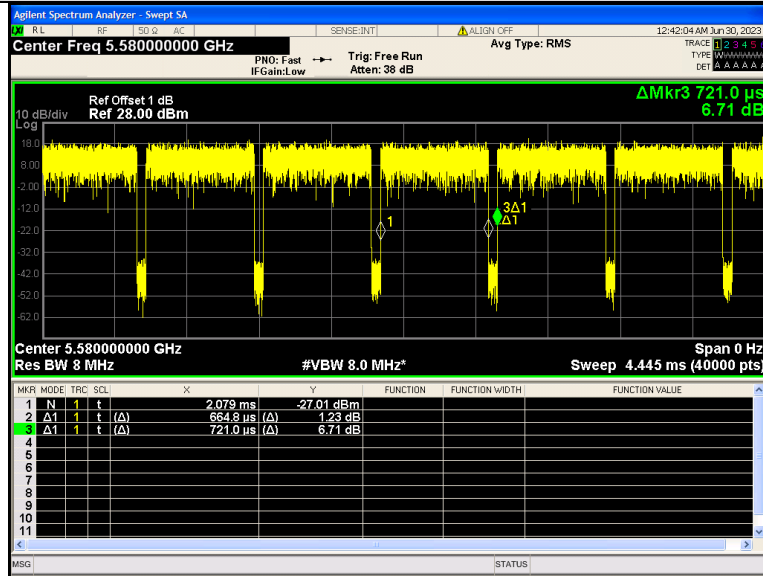 Agilent Spectrum Analyzer - Swept SA
RL RF 50 Ω AC SENSE:INT ALIGN OFF 12:42:04 AM Jun 30, 2023
Center Freq 5.580000000 GHz Avg Type: RMS TRACE 1 2 3 4 5
PNO: Fast Trig: Free Run TYPE W
IFGain:Low Atten: 38 dB DET A A A A A
ΔMkr3 721.0 µs
Ref Offset 1 dB
10 dB/div Ref 28.00 dBm 6.71 dB
Log
18.0
8.00
-2.00
-12.0
3Δ1
1 Δ1
-22.0
-32.0
-42.0
-52.0
-62.0
Center 5.580000000 GHz Span 0 Hz
Res BW 8 MHz #VBW 8.0 MHz* Sweep 4.445 ms (40000 pts)
MKR MODE TRC SCL X Y FUNCTION FUNCTION WIDTH FUNCTION VALUE
1 N 1 t 2.079 ms -27.01 dBm
2 Δ1 1 t (Δ) 664.8 µs (Δ) 1.23 dB
3 Δ1 1 t (Δ) 721.0 µs (Δ) 6.71 dB
4
5
6
7
8
9
10
11
MSG STATUS